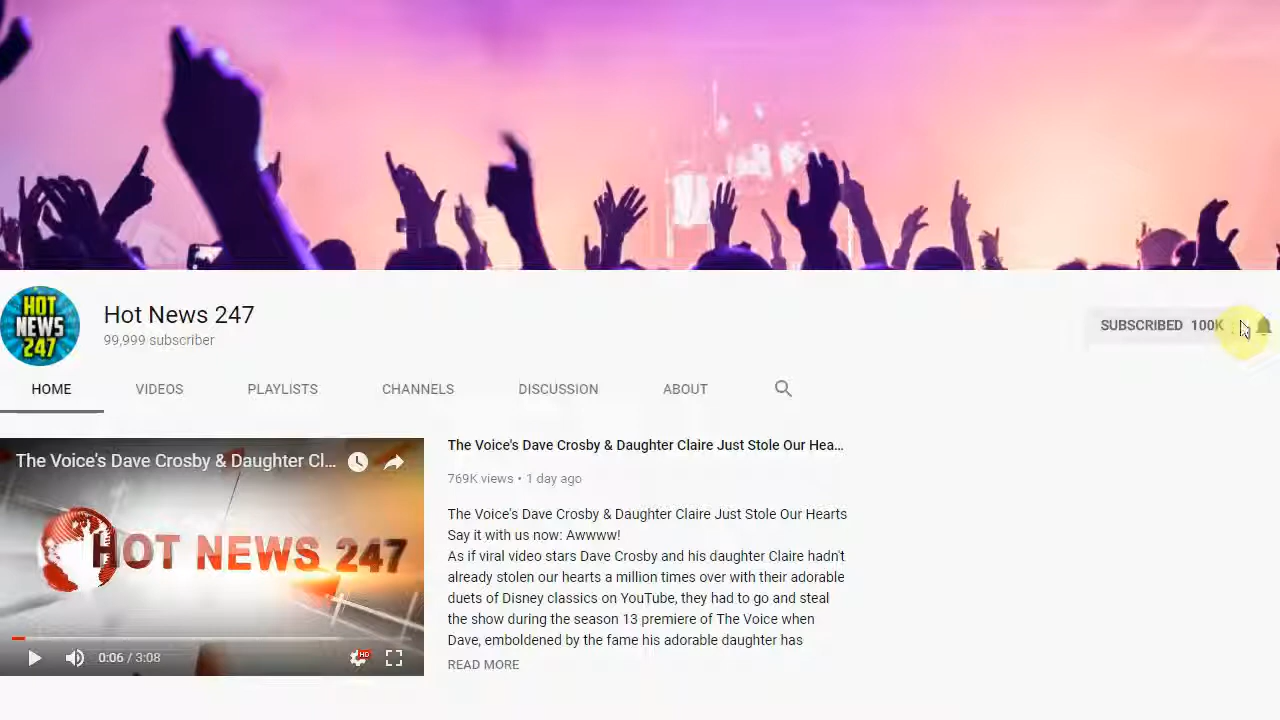 HOT
NEWS
247
Hot News 247
99,999 subscriber
SUBSCRIBED 100K
HOME
VIDEOS
PLAYLISTS
CHANNELS
DISCUSSION
ABOUT
The Voice's Dave Crosby & Daughter Cl...
HOT NEWS 247
0:06 / 3:08
HD
The Voice's Dave Crosby & Daughter Claire Just Stole Our Hea...
769K views • 1 day ago
The Voice's Dave Crosby & Daughter Claire Just Stole Our Hearts
Say it with us now: Awwww!
As if viral video stars Dave Crosby and his daughter Claire hadn't
already stolen our hearts a million times over with their adorable
duets of Disney classics on YouTube, they had to go and steal
the show during the season 13 premiere of The Voice when
Dave, emboldened by the fame his adorable daughter has
READ MORE